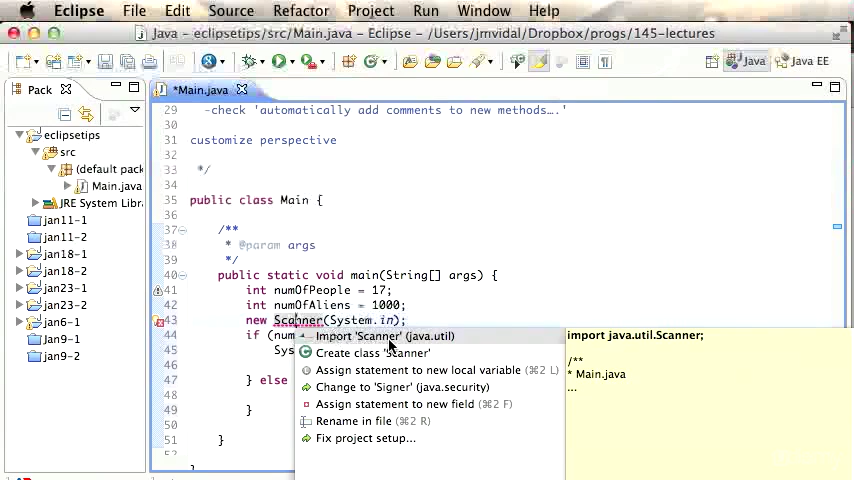 Eclipse File Edit Source Refactor Project Run Window Help
Java - eclipsetips/src/Main.java - Eclipse - /Users/jmvidal/Dropbox/progs/145-lectures
Java Java EE
Pack *Main.java
eclipsetips
src
(default pack
Main.java
JRE System Libra
jan11-1
jan11-2
jan18-1
jan18-2
jan23-1
jan23-2
jan6-1
Jan9-1
jan9-2
29 -check 'automatically add comments to new methods….'
30
31 customize perspective
32
33 */
34
35 public class Main {
36
37 /**
38 * @param args
39 */
40 public static void main(String[] args) {
41 int numOfPeople = 17;
42 int numOfAliens = 1000;
43 new Scanner(System.in);
44 if (num
45 Sys
46
47 } else
48
49 }
50
51 }
52
}
Import 'Scanner' (java.util)
Create class 'Scanner'
Assign statement to new local variable (⌘2 L)
Change to 'Signer' (java.security)
Assign statement to new field (⌘2 F)
Rename in file (⌘2 R)
Fix project setup...
import java.util.Scanner;
/**
* Main.java
...